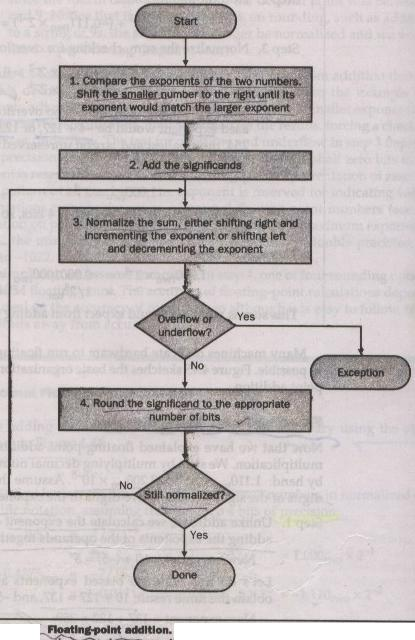 Start
1. Compare the exponents of the two numbers.
Shift the smaller number to the right until its
exponent would match the larger exponent
2. Add the significands
3. Normalize the sum, either shifting right and
incrementing the exponent or shifting left
and decrementing the exponent
Overflow or
underflow?
Yes
No
Exception
4. Round the significand to the appropriate
number of bits
Still normalized?
No
Yes
Done
Floating-point addition.